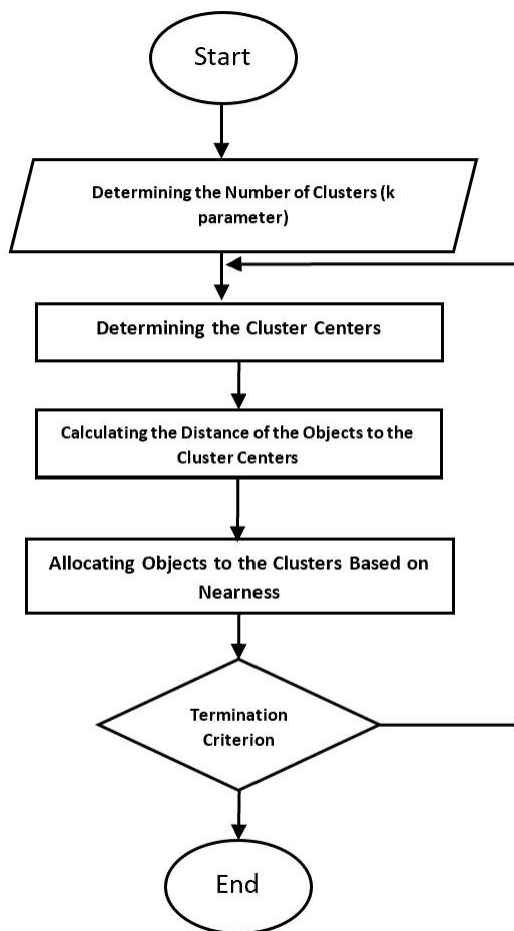 Start
Determining the Number of Clusters (k
parameter)
Determining the Cluster Centers
Calculating the Distance of the Objects to the
Cluster Centers
Allocating Objects to the Clusters Based on
Nearness
Termination
Criterion
End